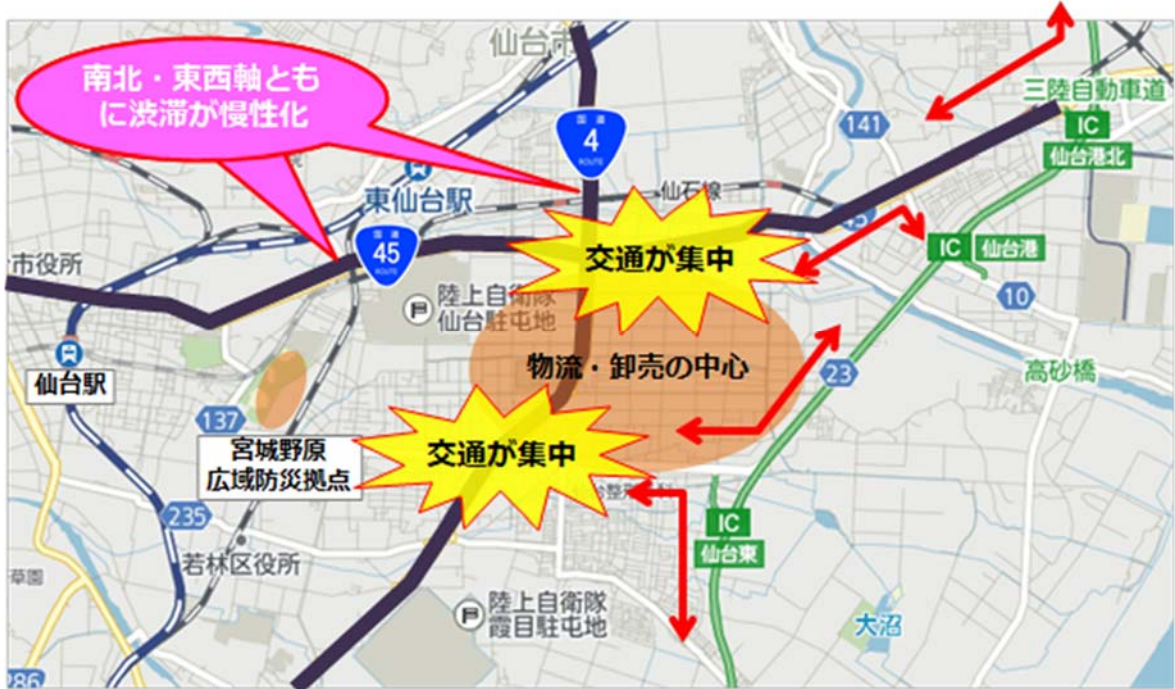 仙台市
南北・東西軸とも
に渋滞が慢性化
国道
4
ROUTE
141
三陸自動車道
IC
仙台港北
東仙台駅
仙石線
国道
45
ROUTE
45
交通が集中
IC 仙台港
市役所
陸上自衛隊
仙台駐屯地
10
物流・卸売の中心
仙台駅
23
高砂橋
137
宮城野原
広域防災拠点
交通が集中
235
若林区役所
IC
仙台東
草園
陸上自衛隊
霞目駐屯地
大沼
286